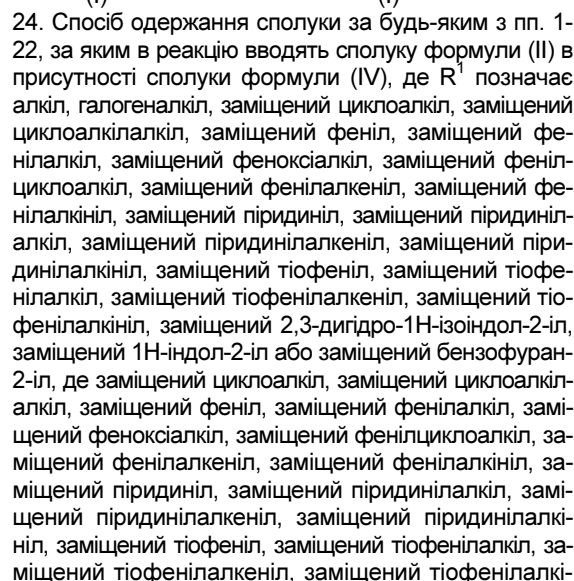 (I) (I)
24. Спосіб одержання сполуки за будь-яким з пп. 1-
22, за яким в реакцію вводять сполуку формули (II) в
присутності сполуки формули (IV), де R¹ позначає
алкіл, галогеналкіл, заміщений циклоалкіл, заміщений
циклоалкілалкіл, заміщений феніл, заміщений фе-
нілалкіл, заміщений феноксіалкіл, заміщений феніл-
циклоалкіл, заміщений фенілалкеніл, заміщений фе-
нілалкініл, заміщений піридиніл, заміщений піридиніл-
алкіл, заміщений піридинілалкеніл, заміщений піри-
динілалкініл, заміщений тіофеніл, заміщений тіофе-
нілалкіл, заміщений тіофенілалкеніл, заміщений тіо-
фенілалкініл, заміщений 2,3-дигідро-1Н-ізоіндол-2-іл,
заміщений 1Н-індол-2-іл або заміщений бензофуран-
2-іл, де заміщений циклоалкіл, заміщений циклоалкіл-
алкіл, заміщений феніл, заміщений фенілалкіл, замі-
щений феноксіалкіл, заміщений фенілциклоалкіл, за-
міщений фенілалкеніл, заміщений фенілалкініл, за-
міщений піридиніл, заміщений піридинілалкіл, замі-
щений піридинілалкеніл, заміщений піридинілалкі-
ніл, заміщений тіофеніл, заміщений тіофенілалкіл, за-
міщений тіофенілалкеніл, заміщений тіофенілалкі-